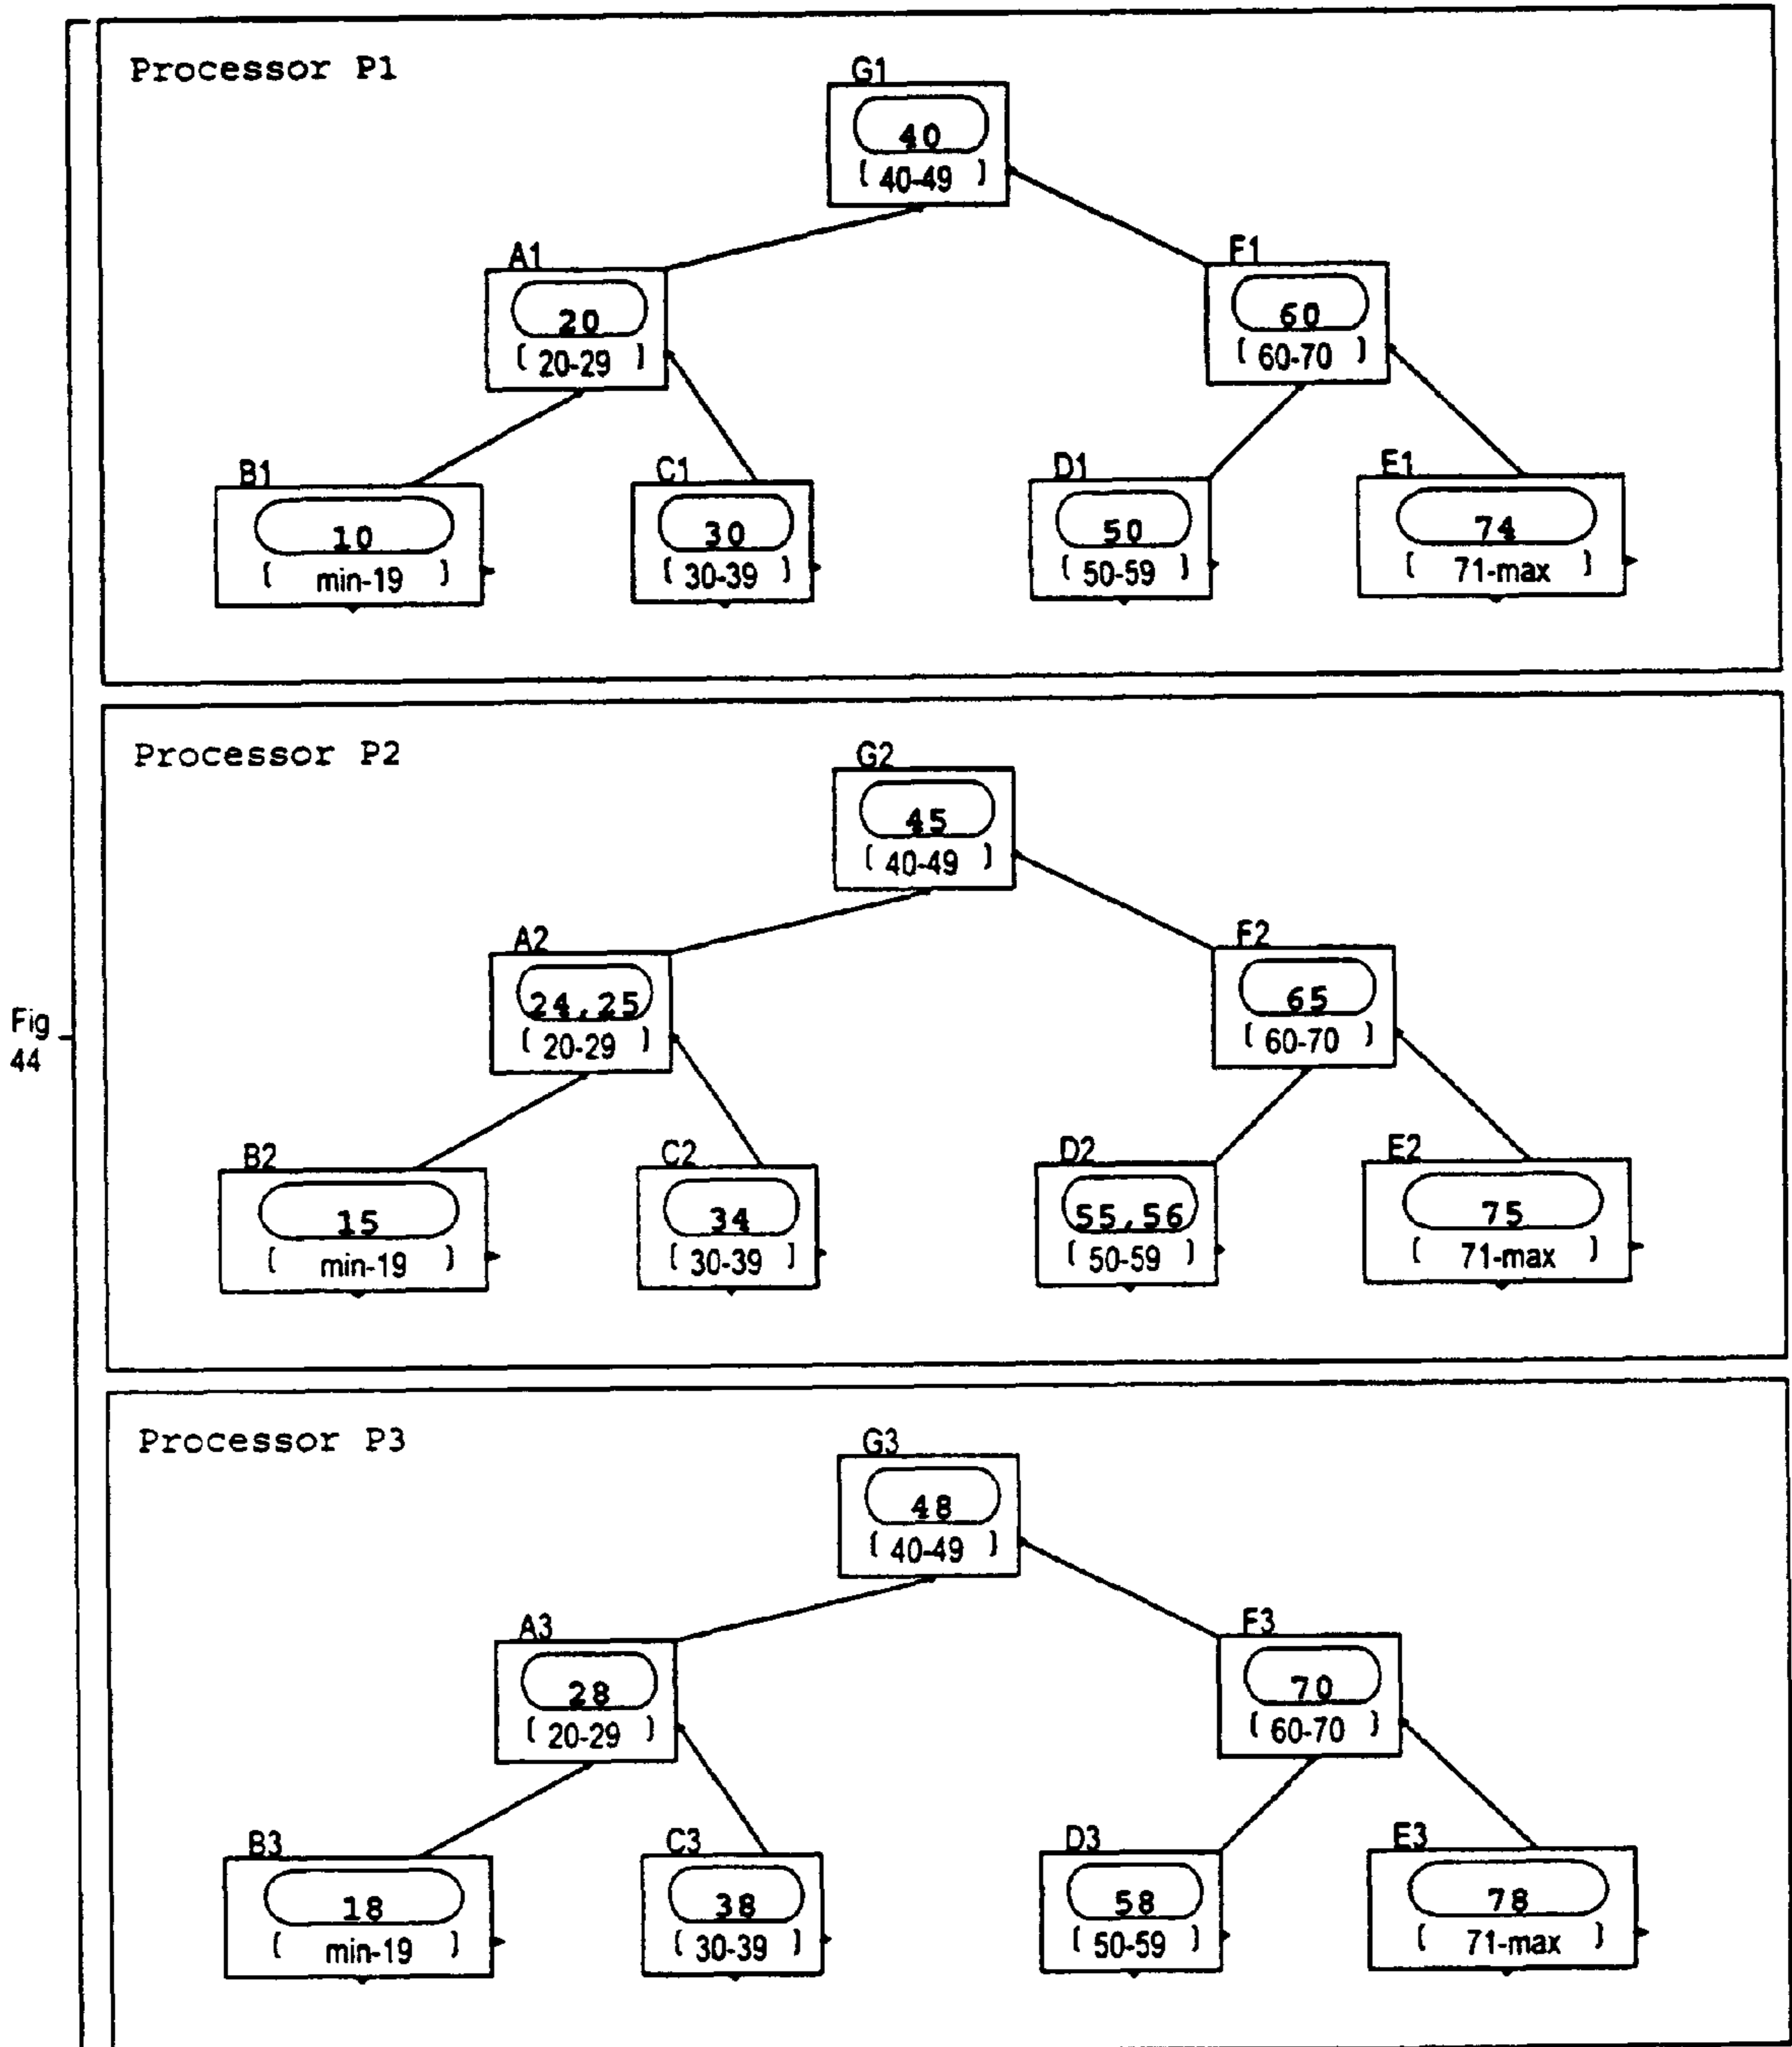 Processor P1
G1
40
[ 40-49 ]
A1
20
[ 20-29 ]
F1
60
[ 60-70 ]
B1
10
[ min-19 ]
C1
30
[ 30-39 ]
D1
50
[ 50-59 ]
E1
74
[ 71-max ]
Processor P2
G2
45
[ 40-49 ]
A2
24,25
[ 20-29 ]
F2
65
[ 60-70 ]
Fig
44
B2
15
[ min-19 ]
C2
34
[ 30-39 ]
D2
55,56
[ 50-59 ]
E2
75
[ 71-max ]
Processor P3
G3
48
[ 40-49 ]
A3
28
[ 20-29 ]
F3
70
[ 60-70 ]
B3
18
[ min-19 ]
C3
38
[ 30-39 ]
D3
58
[ 50-59 ]
E3
78
[ 71-max ]